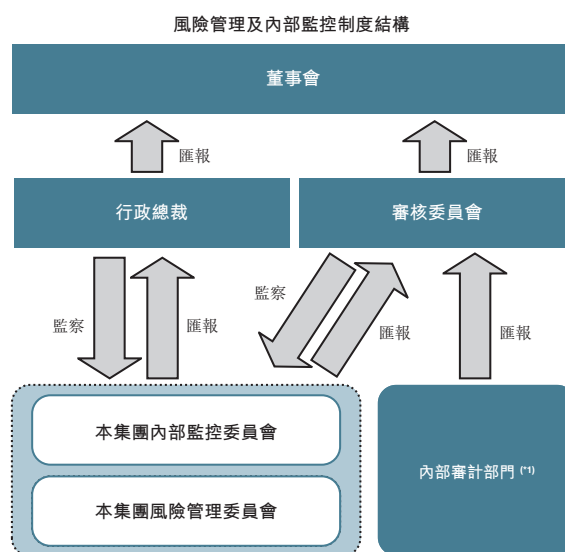 風險管理及內部監控制度結構
董事會
匯報
匯報
行政總裁
審核委員會
監察
匯報
監察
匯報
匯報
本集團內部監控委員會
本集團風險管理委員會
內部審計部門 (*1)